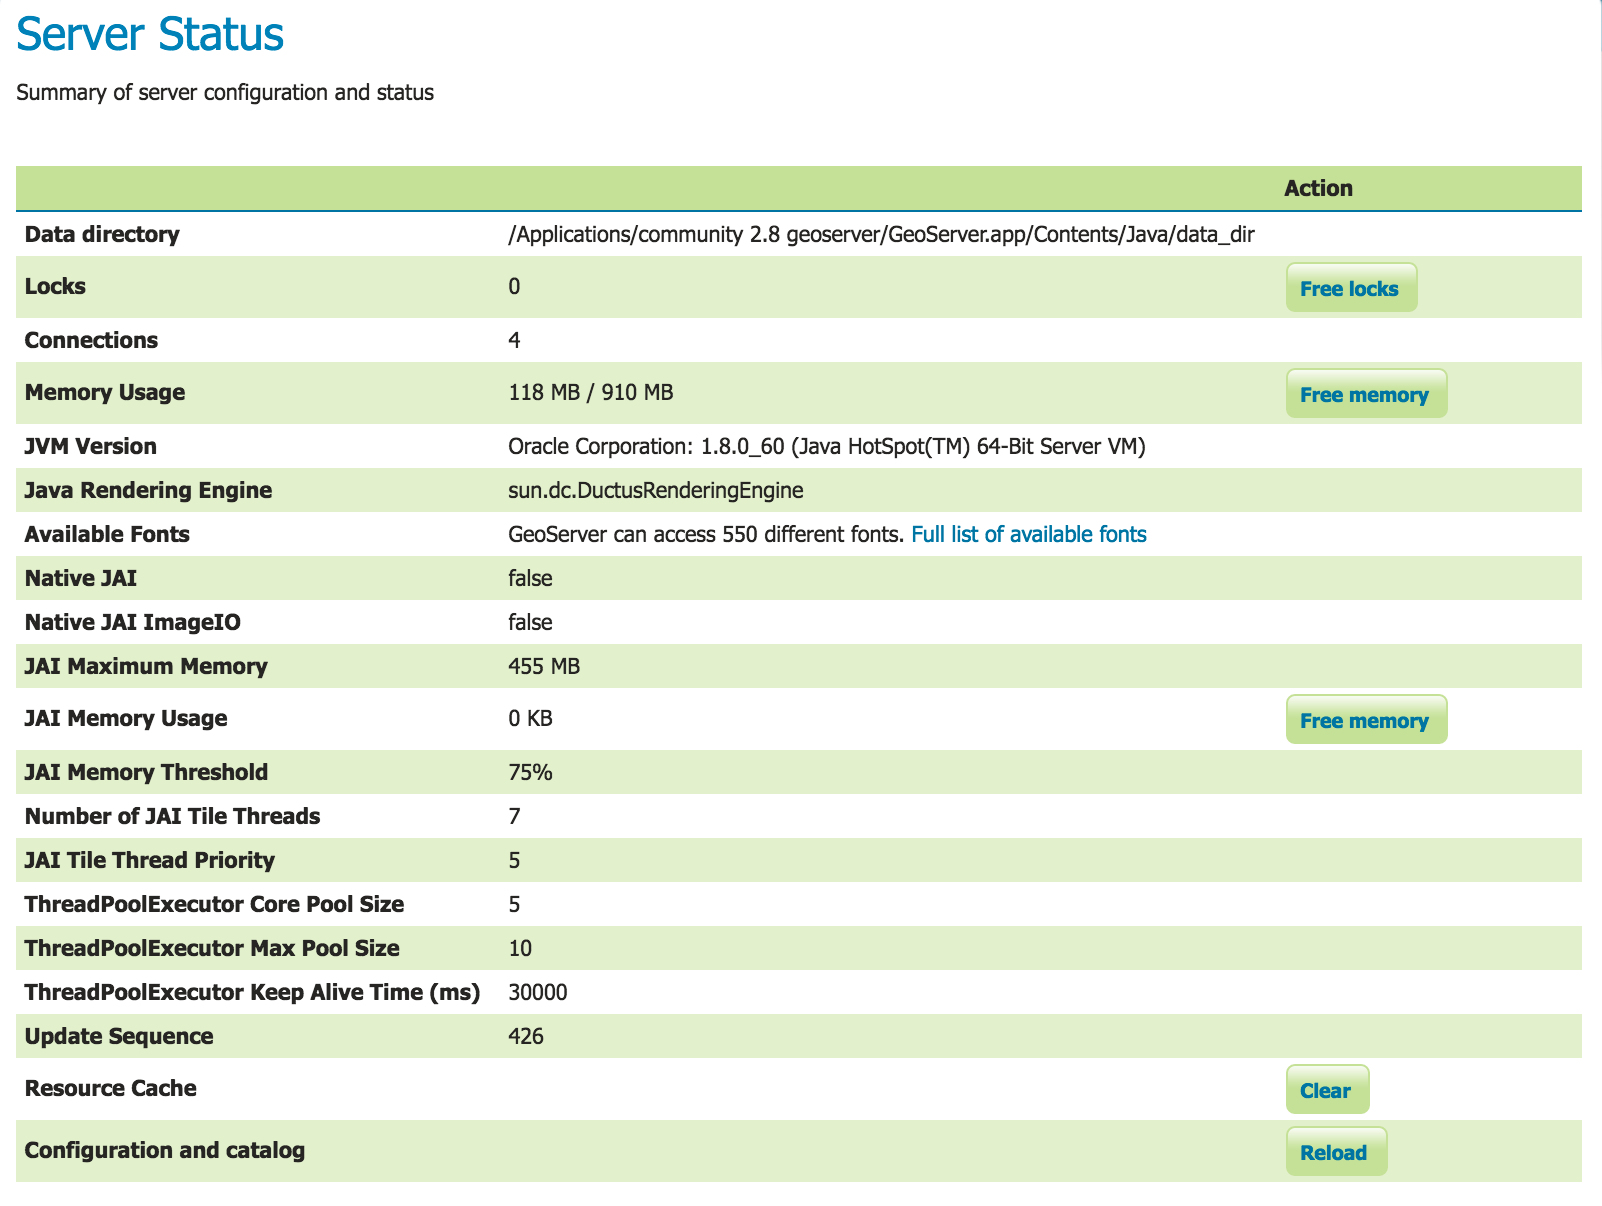 Server Status
Summary of server configuration and status
Action
Data directory /Applications/community 2.8 geoserver/GeoServer.app/Contents/Java/data_dir
Locks 0 Free locks
Connections 4
Memory Usage 118 MB / 910 MB Free memory
JVM Version Oracle Corporation: 1.8.0_60 (Java HotSpot(TM) 64-Bit Server VM)
Java Rendering Engine sun.dc.DuctusRenderingEngine
Available Fonts GeoServer can access 550 different fonts. Full list of available fonts
Native JAI false
Native JAI ImageIO false
JAI Maximum Memory 455 MB
JAI Memory Usage 0 KB Free memory
JAI Memory Threshold 75%
Number of JAI Tile Threads 7
JAI Tile Thread Priority 5
ThreadPoolExecutor Core Pool Size 5
ThreadPoolExecutor Max Pool Size 10
ThreadPoolExecutor Keep Alive Time (ms) 30000
Update Sequence 426
Resource Cache Clear
Configuration and catalog Reload